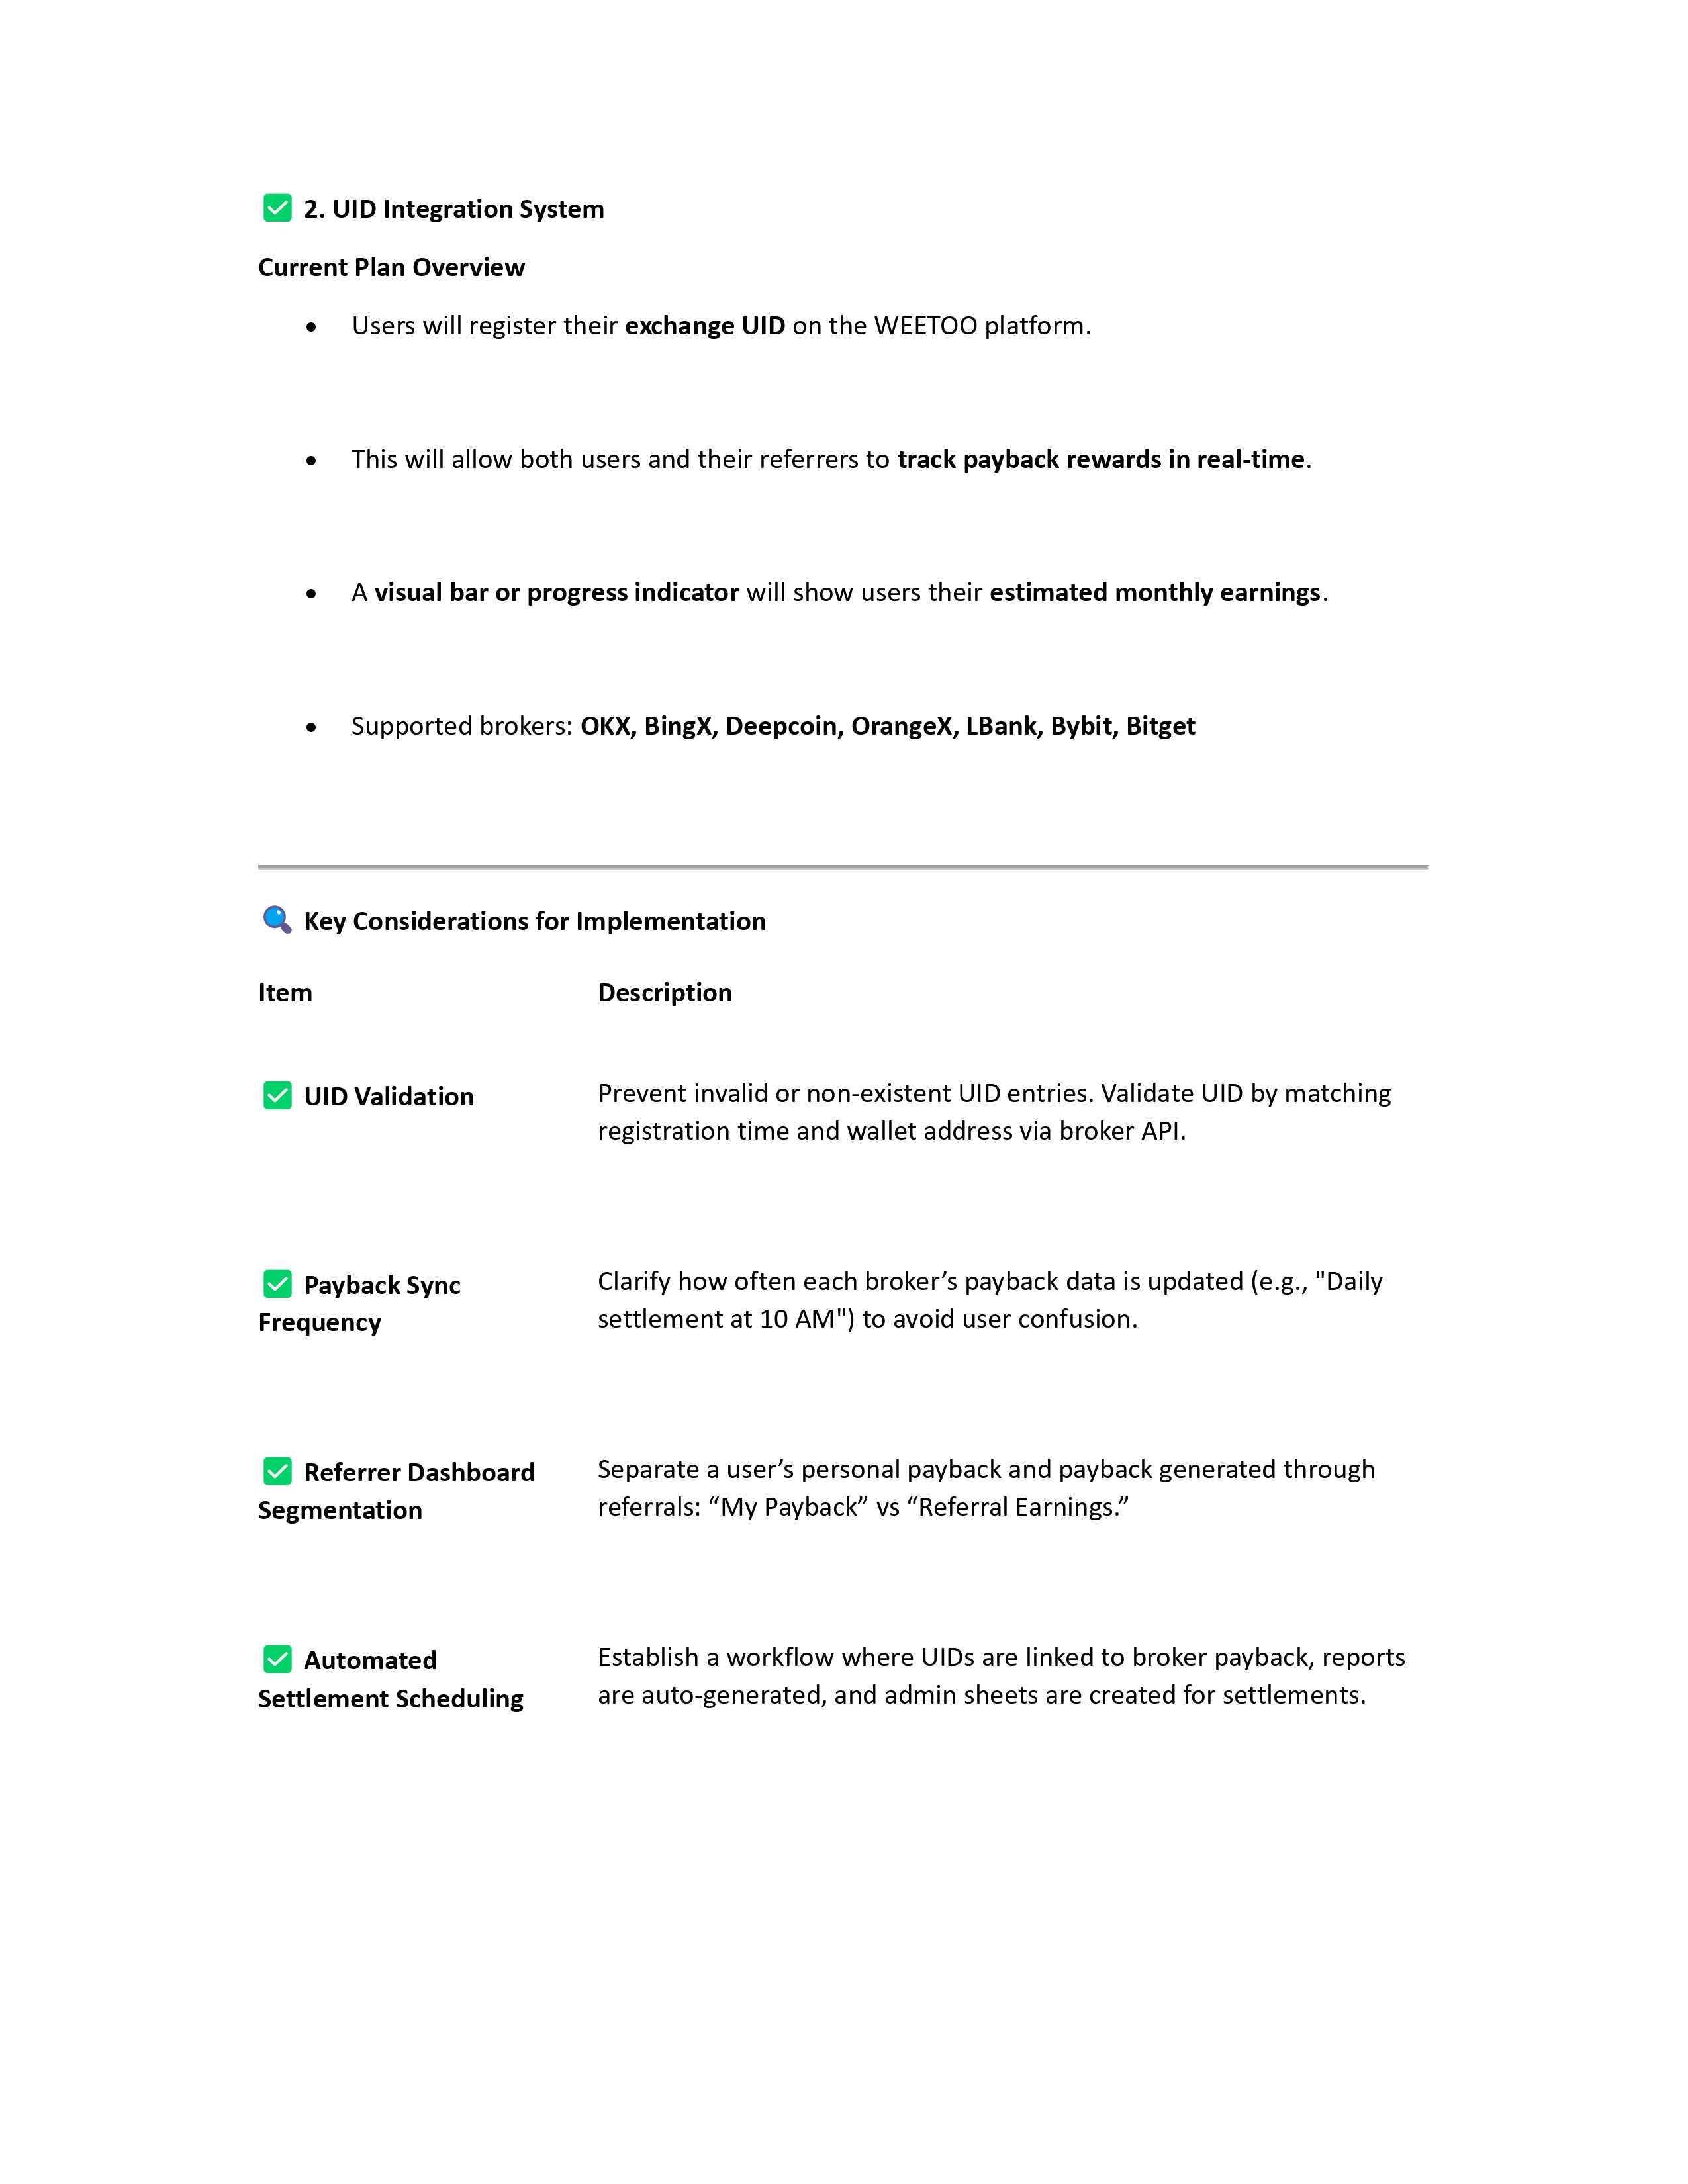 ✅ 2. UID Integration System
Current Plan Overview
• Users will register their exchange UID on the WEETOO platform.
• This will allow both users and their referrers to track payback rewards in real-time.
• A visual bar or progress indicator will show users their estimated monthly earnings.
• Supported brokers: OKX, BingX, Deepcoin, OrangeX, LBank, Bybit, Bitget
🔍 Key Considerations for Implementation
Item Description
✅ UID Validation
Prevent invalid or non-existent UID entries. Validate UID by matching
registration time and wallet address via broker API.
✅ Payback Sync
Frequency
Clarify how often each broker’s payback data is updated (e.g., "Daily
settlement at 10 AM") to avoid user confusion.
✅ Referrer Dashboard
Segmentation
Separate a user’s personal payback and payback generated through
referrals: “My Payback” vs “Referral Earnings.”
✅ Automated
Settlement Scheduling
Establish a workflow where UIDs are linked to broker payback, reports
are auto-generated, and admin sheets are created for settlements.